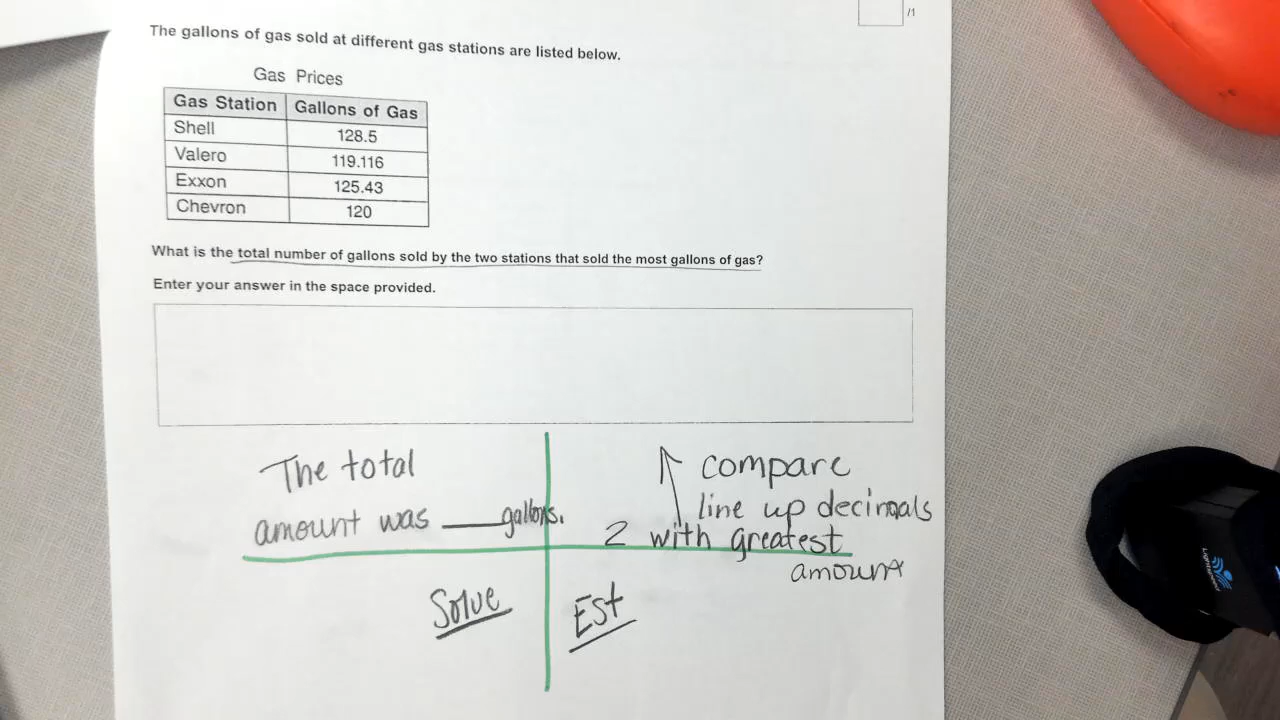 /1
The gallons of gas sold at different gas stations are listed below.
Gas Prices
Gas Station Gallons of Gas
Shell 128.5
Valero 119.116
Exxon 125.43
Chevron 120
What is the total number of gallons sold by the two stations that sold the most gallons of gas?
Enter your answer in the space provided.
The total
amount was ___ gallons.
compare
line up decimals
2 with greatest
amount
Solve
Est